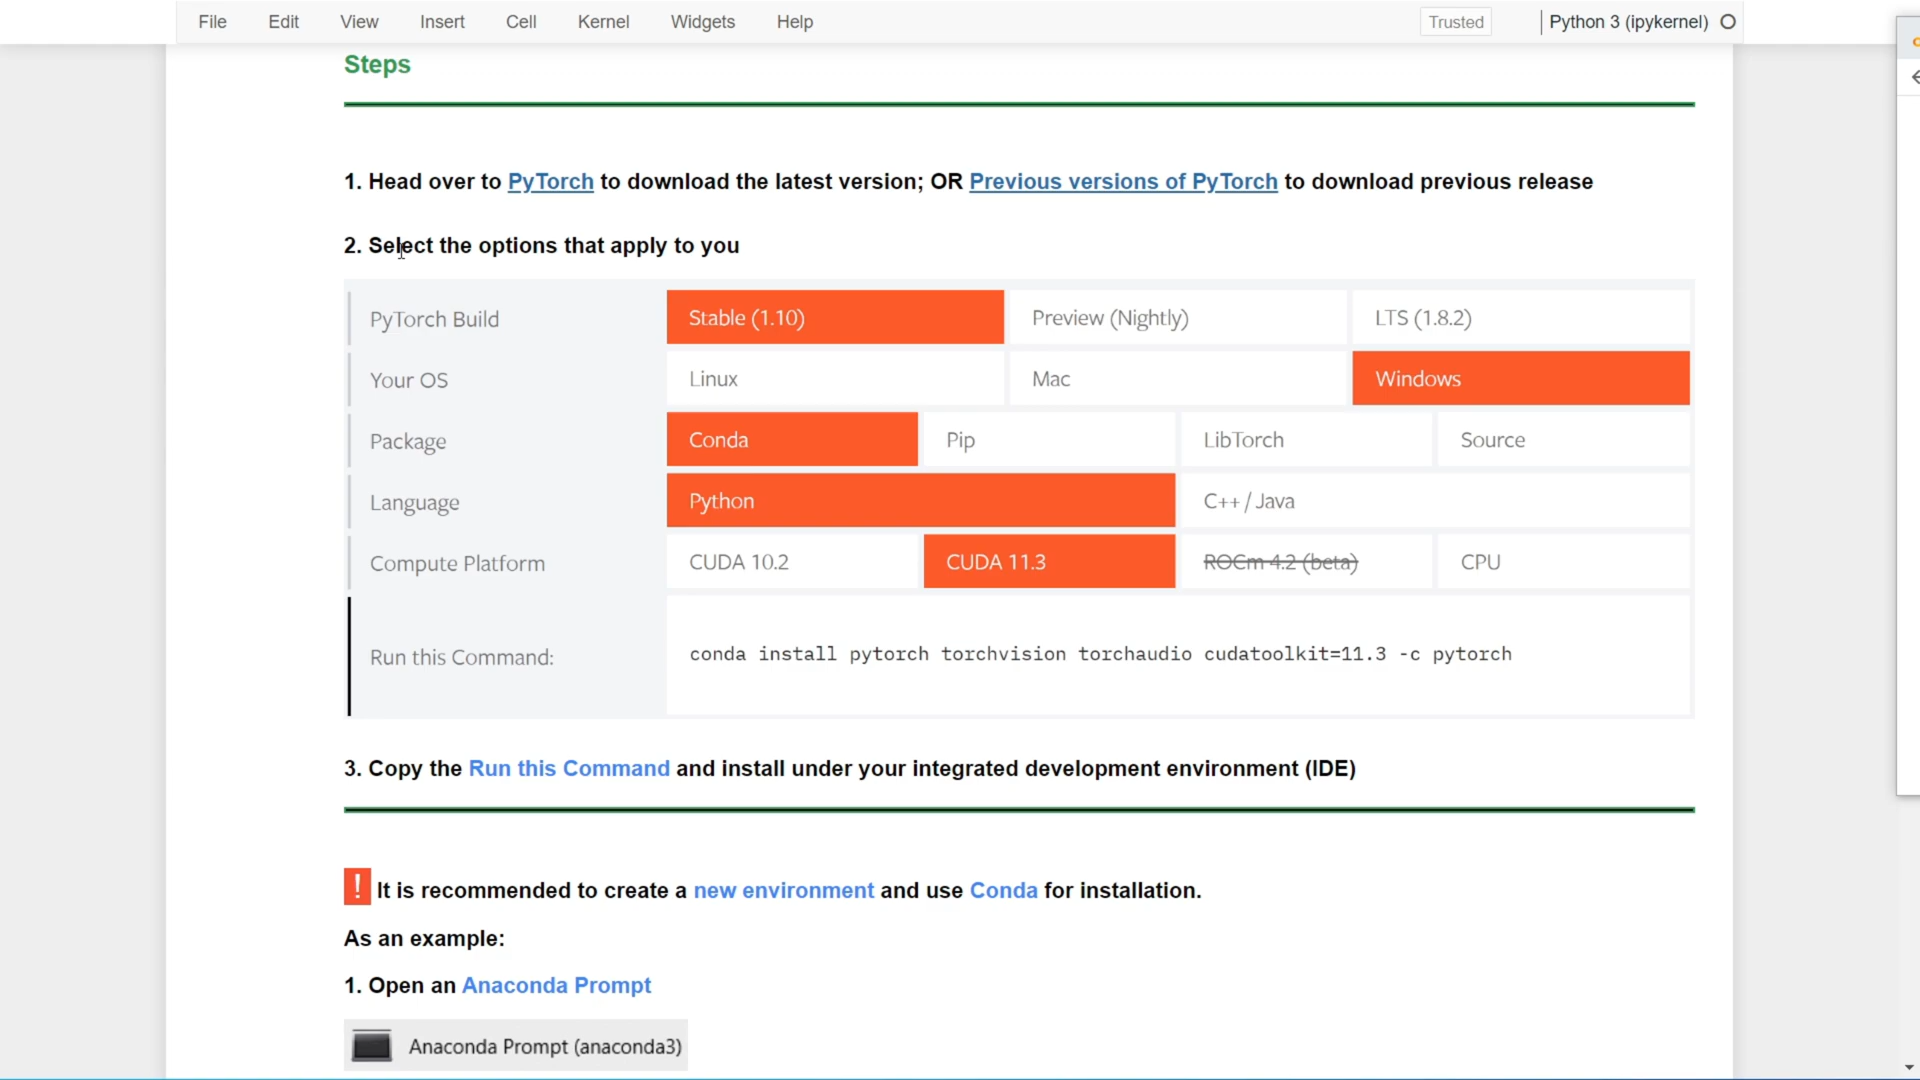 File Edit View Insert Cell Kernel Widgets Help Trusted Python 3 (ipykernel)
Steps
1. Head over to PyTorch to download the latest version; OR Previous versions of PyTorch to download previous release
2. Select the options that apply to you
PyTorch Build Stable (1.10) Preview (Nightly) LTS (1.8.2)
Your OS Linux Mac Windows
Package Conda Pip LibTorch Source
Language Python C++ / Java
Compute Platform CUDA 10.2 CUDA 11.3 ROCm 4.2 (beta) CPU
Run this Command: conda install pytorch torchvision torchaudio cudatoolkit=11.3 -c pytorch
3. Copy the Run this Command and install under your integrated development environment (IDE)
! It is recommended to create a new environment and use Conda for installation.
As an example:
1. Open an Anaconda Prompt
Anaconda Prompt (anaconda3)